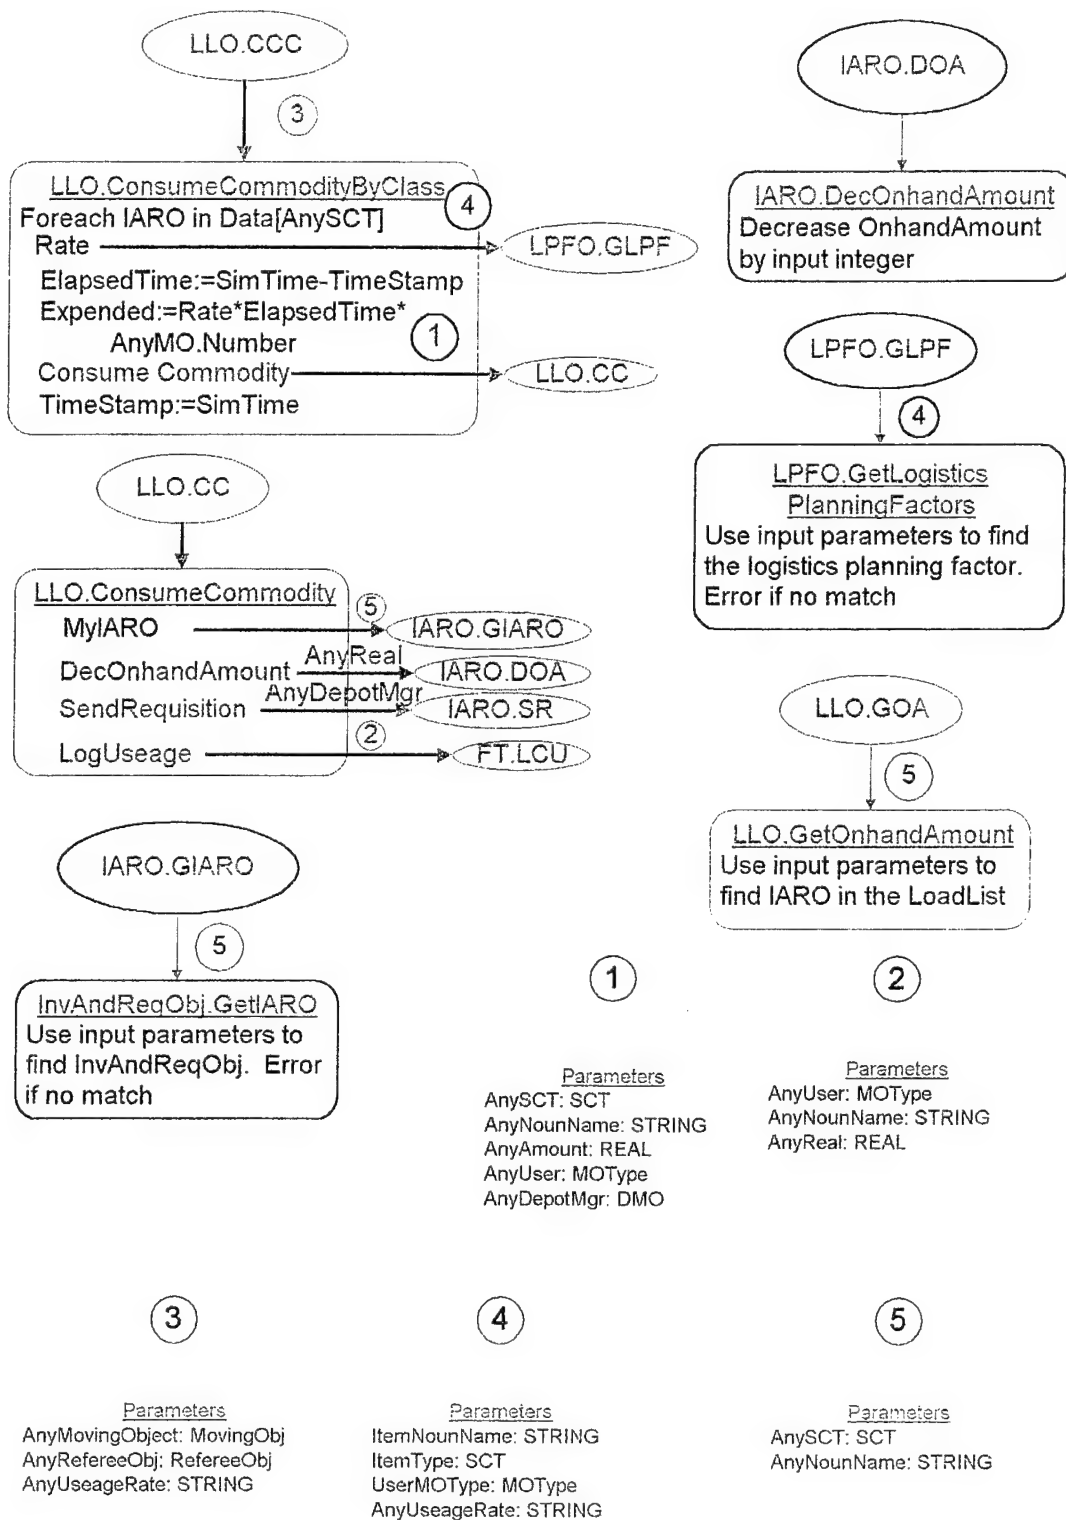 LLO.CCC
3
LLO.ConsumeCommodityByClass
4
Foreach IARO in Data[AnySCT]
Rate
LPFO.GLPF
ElapsedTime:=SimTime-TimeStamp
Expended:=Rate*ElapsedTime*
AnyMO.Number
1
Consume Commodity
LLO.CC
TimeStamp:=SimTime
IARO.DOA
IARO.DecOnhandAmount
Decrease OnhandAmount
by input integer
LPFO.GLPF
4
LPFO.GetLogistics
PlanningFactors
Use input parameters to find
the logistics planning factor.
Error if no match
LLO.CC
LLO.ConsumeCommodity
MyIARO
5
IARO.GIARO
DecOnhandAmount
AnyReal
IARO.DOA
SendRequisition
AnyDepotMgr
IARO.SR
LogUseage
2
FT.LCU
LLO.GOA
5
LLO.GetOnhandAmount
Use input parameters to
find IARO in the LoadList
IARO.GIARO
5
InvAndReqObj.GetIARO
Use input parameters to
find InvAndReqObj. Error
if no match
1
Parameters
AnySCT: SCT
AnyNounName: STRING
AnyAmount: REAL
AnyUser: MOType
AnyDepotMgr: DMO
2
Parameters
AnyUser: MOType
AnyNounName: STRING
AnyReal: REAL
3
Parameters
AnyMovingObject: MovingObj
AnyRefereeObj: RefereeObj
AnyUseageRate: STRING
4
Parameters
ItemNounName: STRING
ItemType: SCT
UserMOType: MOType
AnyUseageRate: STRING
5
Parameters
AnySCT: SCT
AnyNounName: STRING